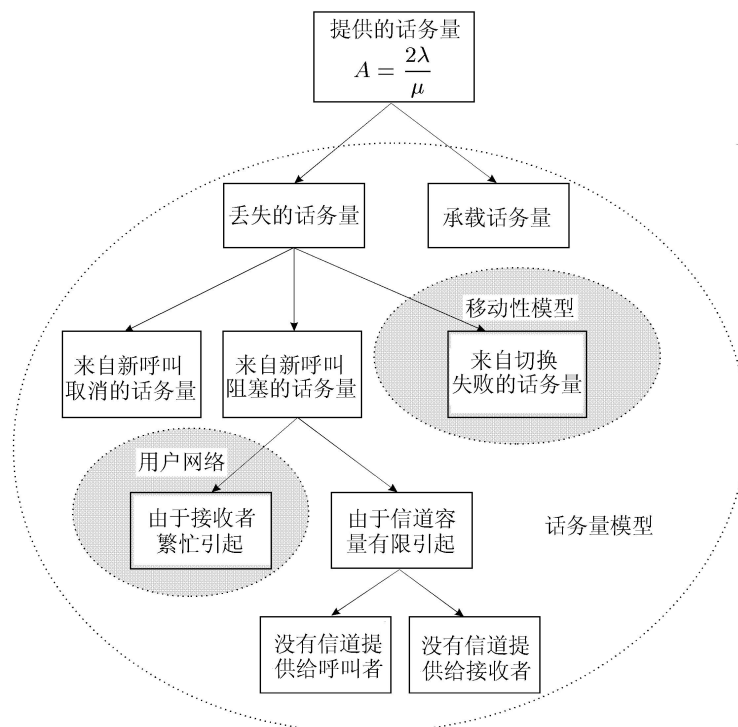 提供的话务量
A = 2λ/μ
丢失的话务量
承载话务量
移动性模型
来自新呼叫
取消的话务量
来自新呼叫
阻塞的话务量
来自切换
失败的话务量
用户网络
由于接收者
繁忙引起
由于信道容
量有限引起
话务量模型
没有信道提
供给呼叫者
没有信道提
供给接收者